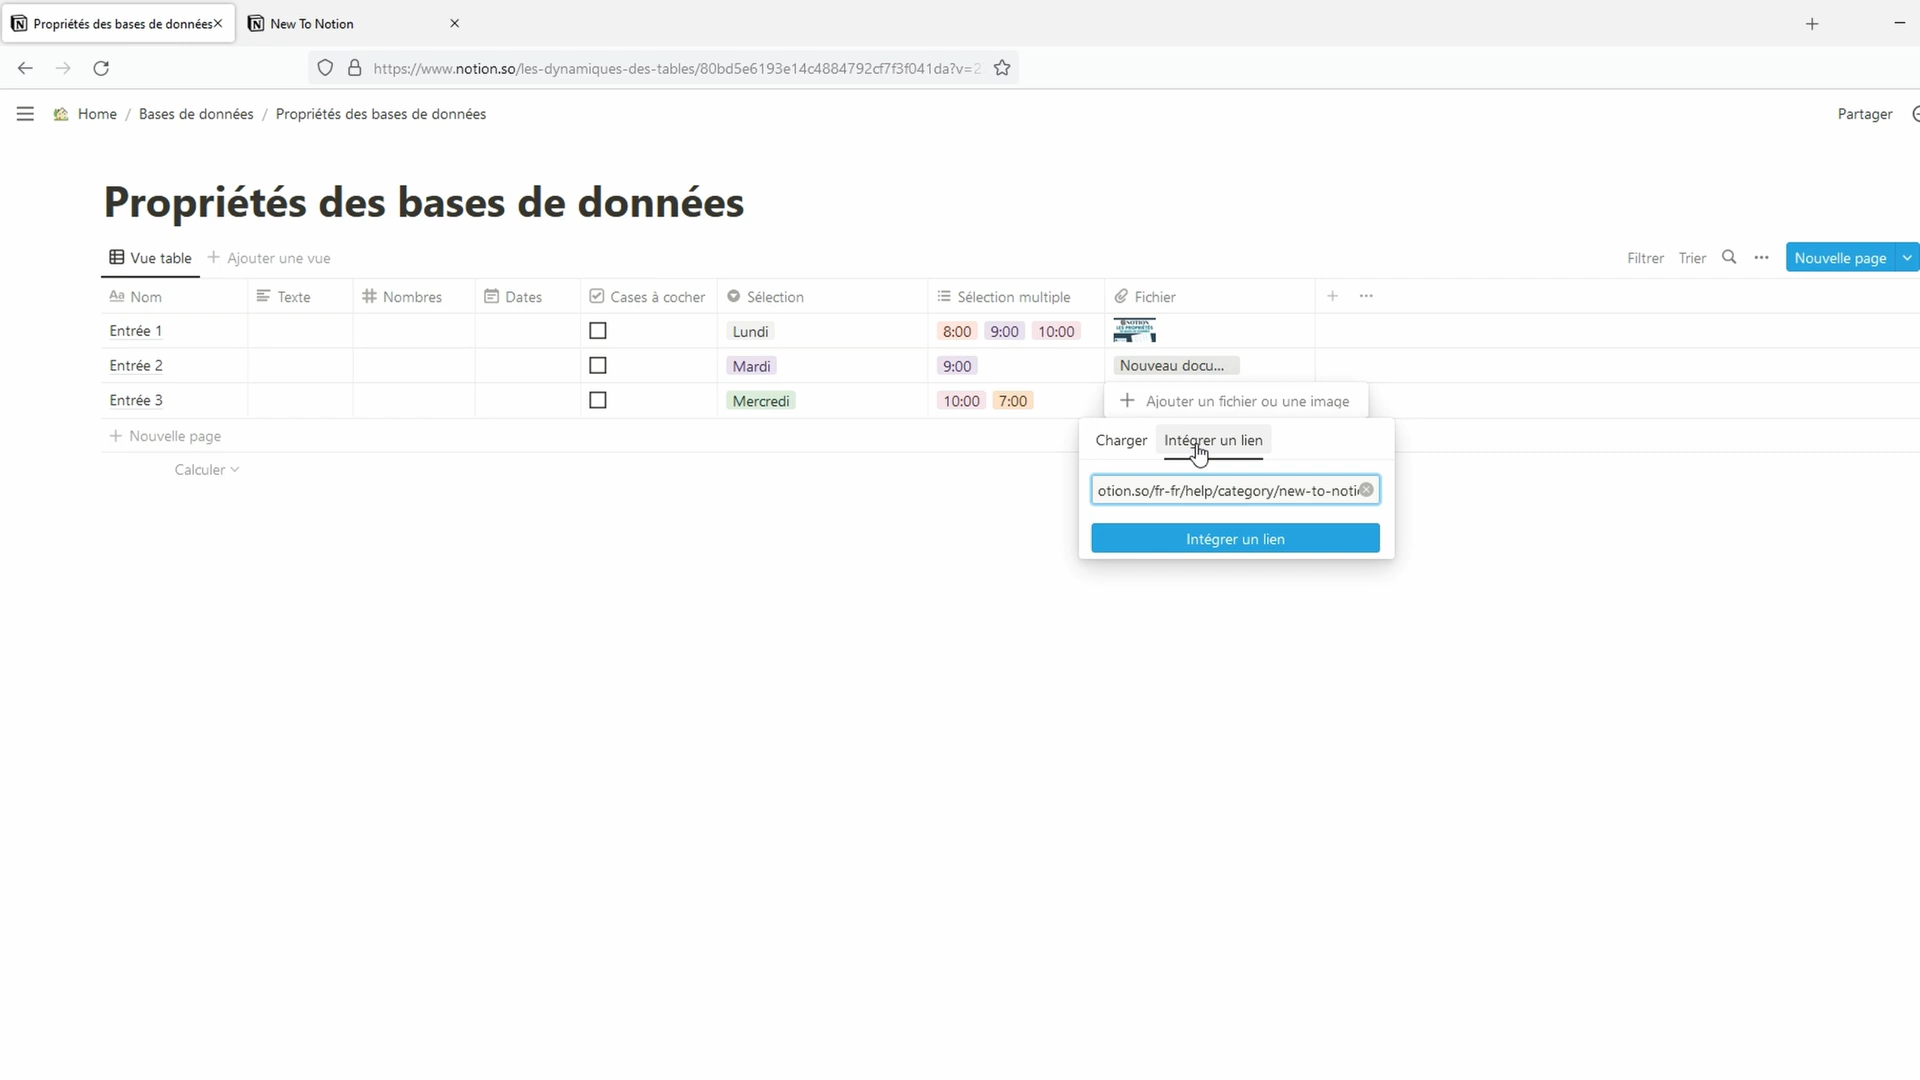 Propriétés des bases de données
New To Notion
https://www.notion.so/les-dynamiques-des-tables/80bd5e6193e14c4884792cf7f3f041da?v=2
Home / Bases de données / Propriétés des bases de données
Partager
Propriétés des bases de données
Vue table + Ajouter une vue
Filtrer Trier Nouvelle page
Aa Nom Texte Nombres Dates Cases à cocher Sélection Sélection multiple Fichier
Entrée 1 Lundi 8:00 9:00 10:00
NOTION
LES PROPRIÉTÉS
Entrée 2 Mardi 9:00 Nouveau docu...
Entrée 3 Mercredi 10:00 7:00 + Ajouter un fichier ou une image
+ Nouvelle page
Charger Intégrer un lien
Calculer
otion.so/fr-fr/help/category/new-to-noti
Intégrer un lien